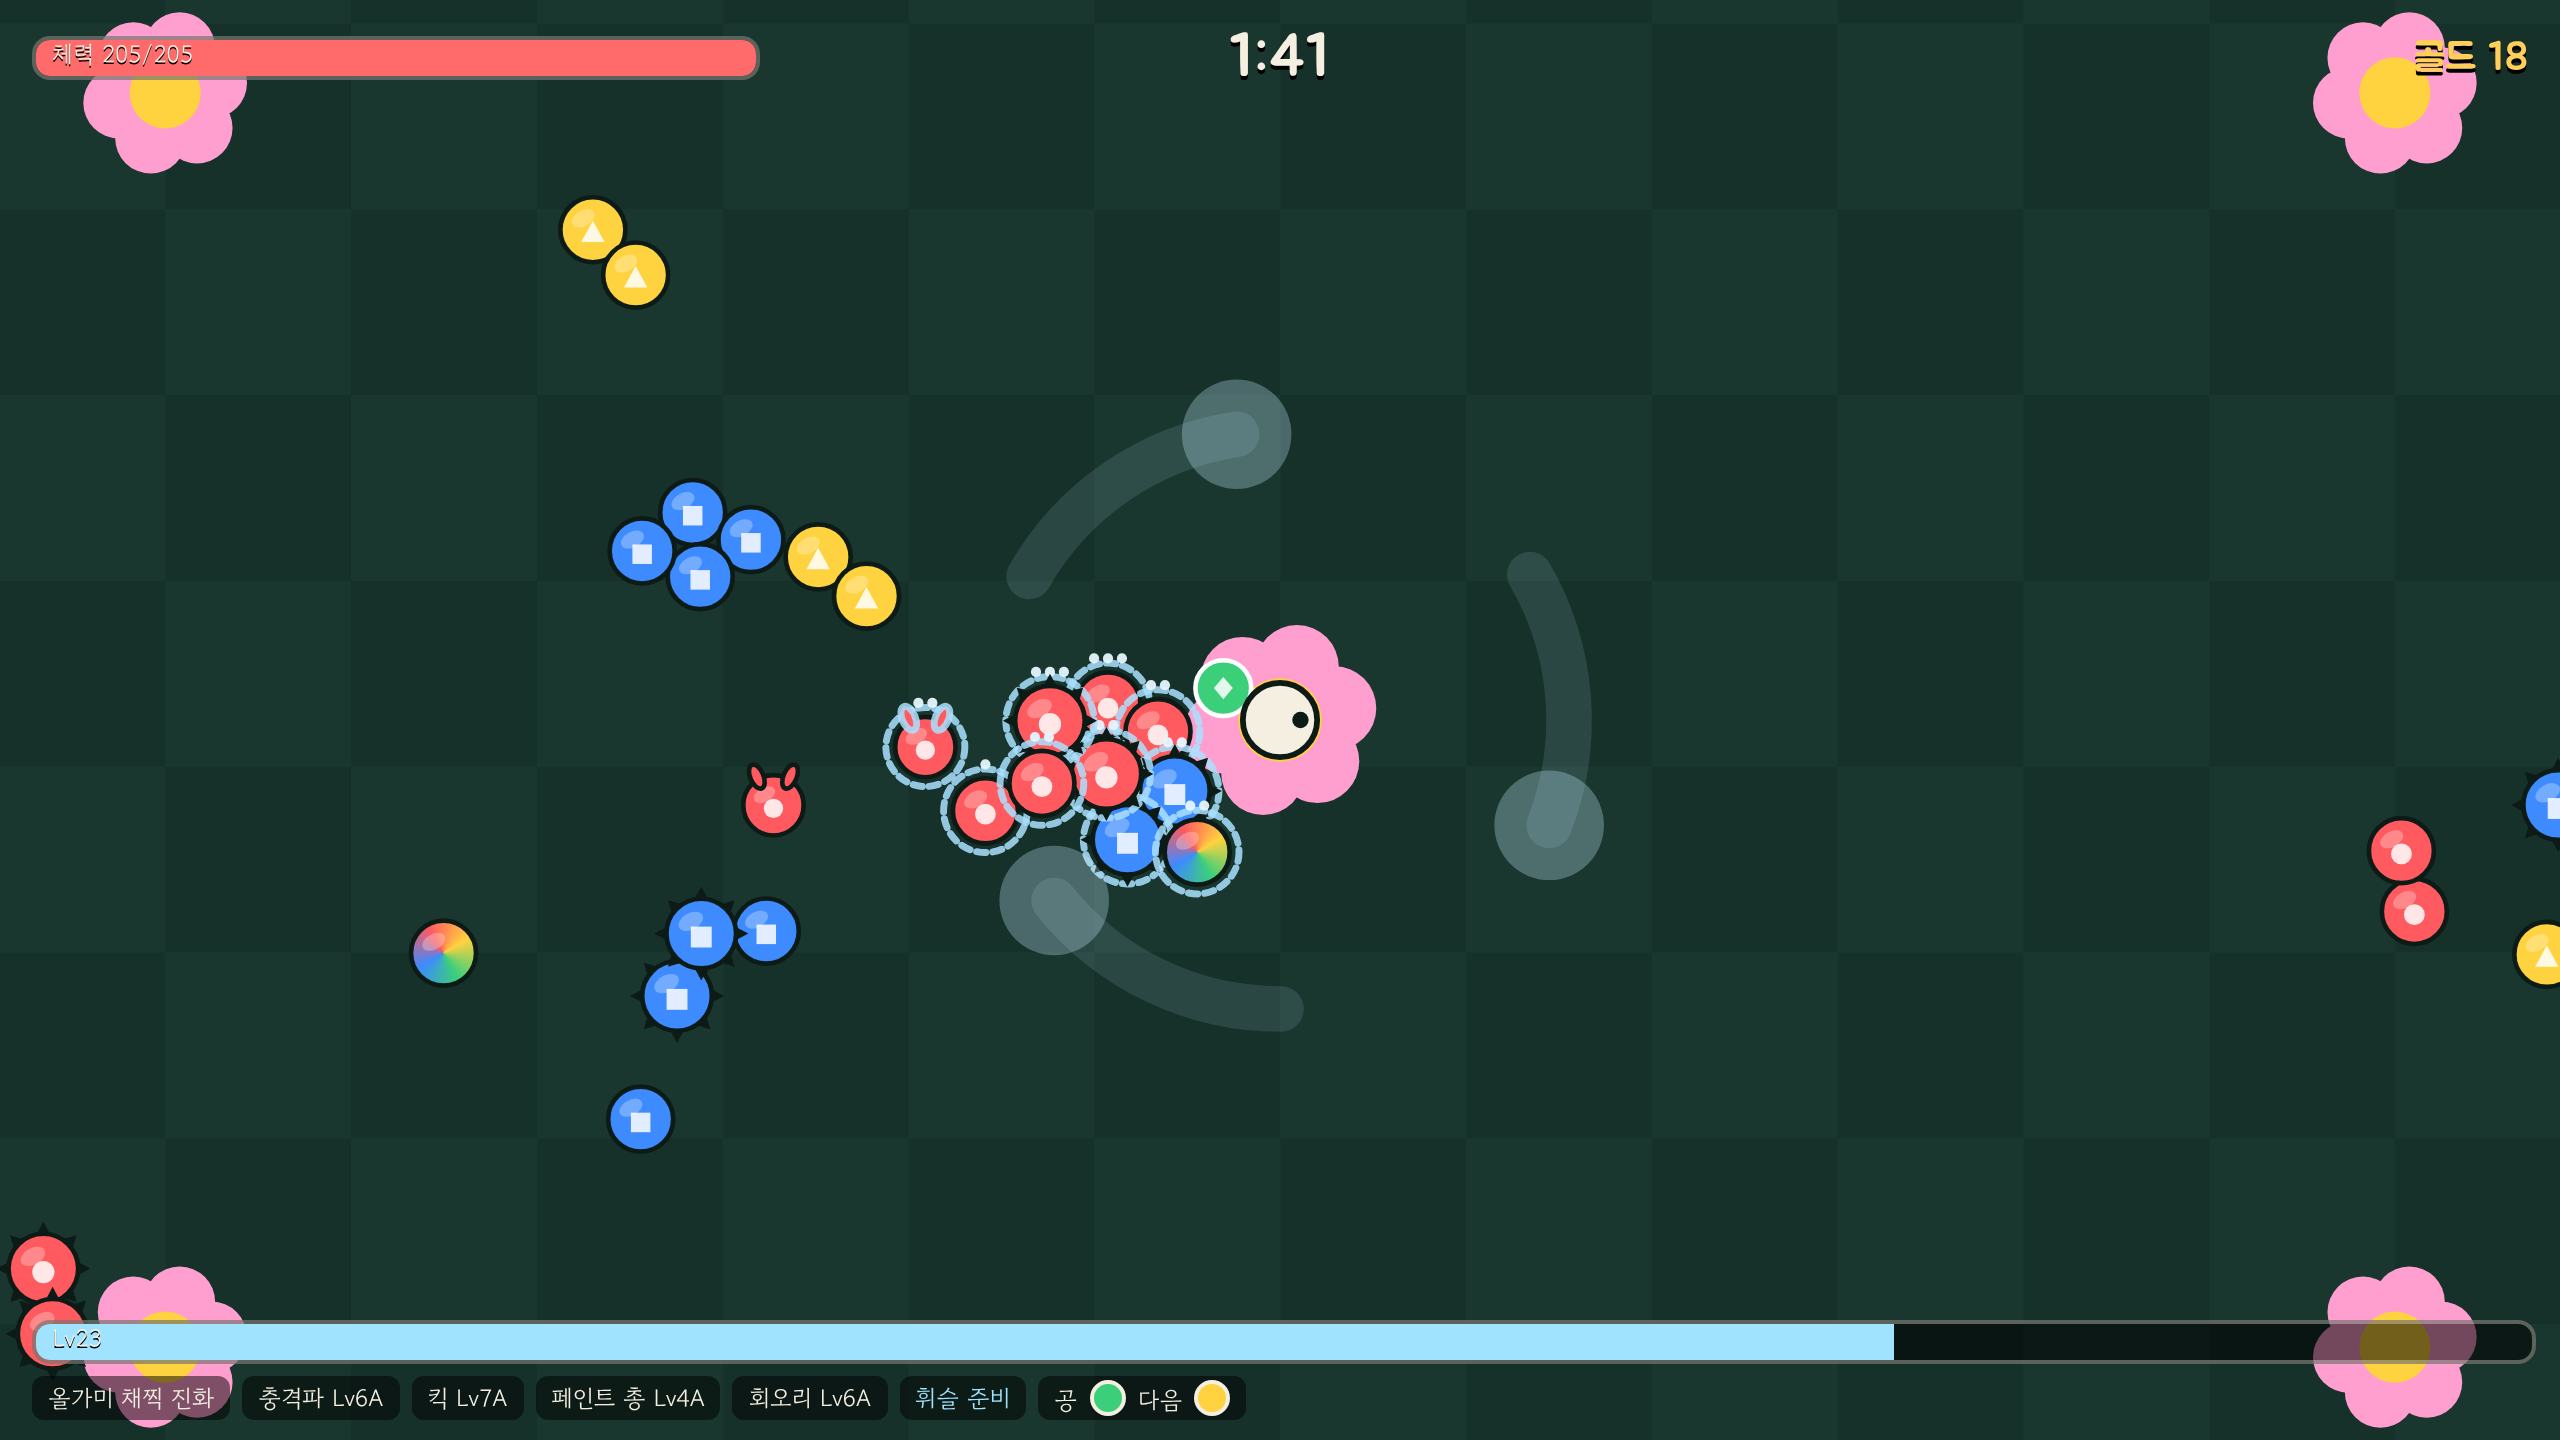 체력 205/205
1:41
골드 18
Lv23
올가미 채찍 진화
충격파 Lv6A
킥 Lv7A
페인트 총 Lv4A
회오리 Lv6A
휘슬 준비
공
다음